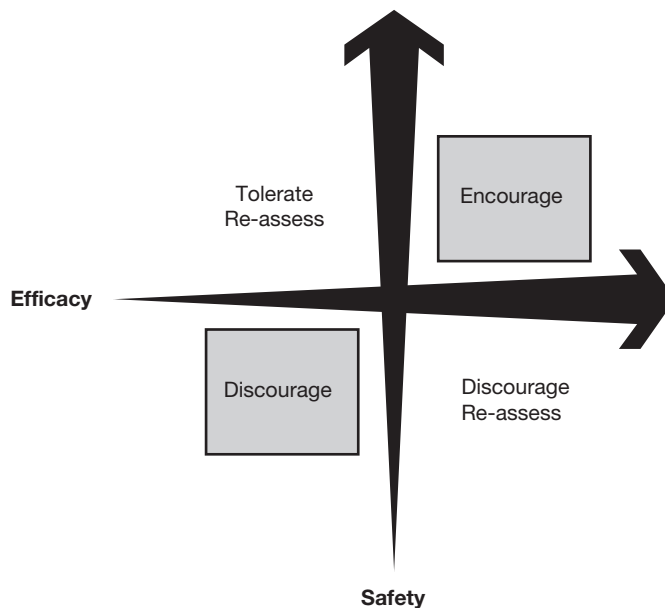 Tolerate
Re-assess
Encourage
Efficacy
Discourage
Discourage
Re-assess
Safety